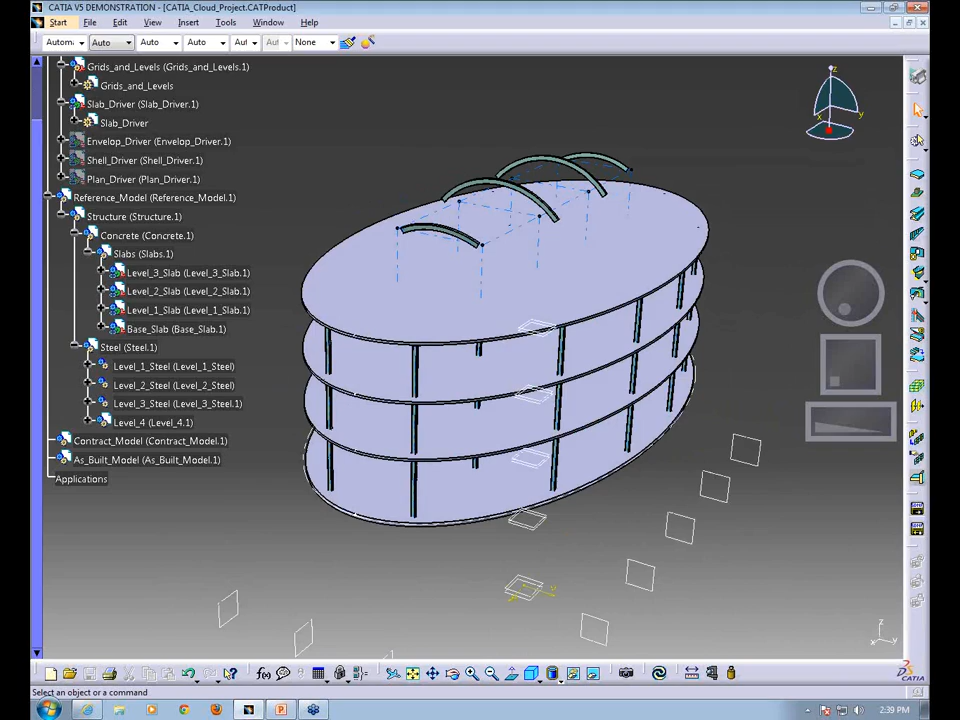 CATIA V5 DEMONSTRATION - [CATIA_Cloud_Project.CATProduct]
Start File Edit View Insert Tools Window Help
Autom Auto Auto Auto Aut Aut None
Grids_and_Levels (Grids_and_Levels.1)
Grids_and_Levels
Slab_Driver (Slab_Driver.1)
Slab_Driver
Envelop_Driver (Envelop_Driver.1)
Shell_Driver (Shell_Driver.1)
Plan_Driver (Plan_Driver.1)
Reference_Model (Reference_Model.1)
Structure (Structure.1)
Concrete (Concrete.1)
Slabs (Slabs.1)
Level_3_Slab (Level_3_Slab.1)
Level_2_Slab (Level_2_Slab.1)
Level_1_Slab (Level_1_Slab.1)
Base_Slab (Base_Slab.1)
Steel (Steel.1)
Level_1_Steel (Level_1_Steel)
Level_2_Steel (Level_2_Steel)
Level_3_Steel (Level_3_Steel.1)
Level_4 (Level_4.1)
Contract_Model (Contract_Model.1)
As_Built_Model (As_Built_Model.1)
Applications
z
x
y
z
x y
f(x)
CATIA
Select an object or a command
2:39 PM